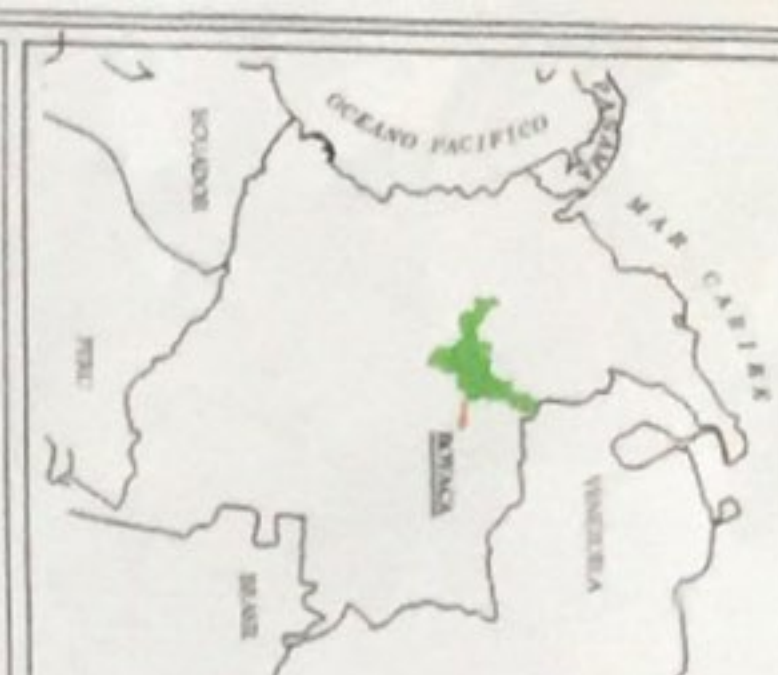 OCEANO PACIFICO
PANAMA
MAR CARIBE
ECUADOR
PERU
BOYACA
VENEZUELA
BRASIL